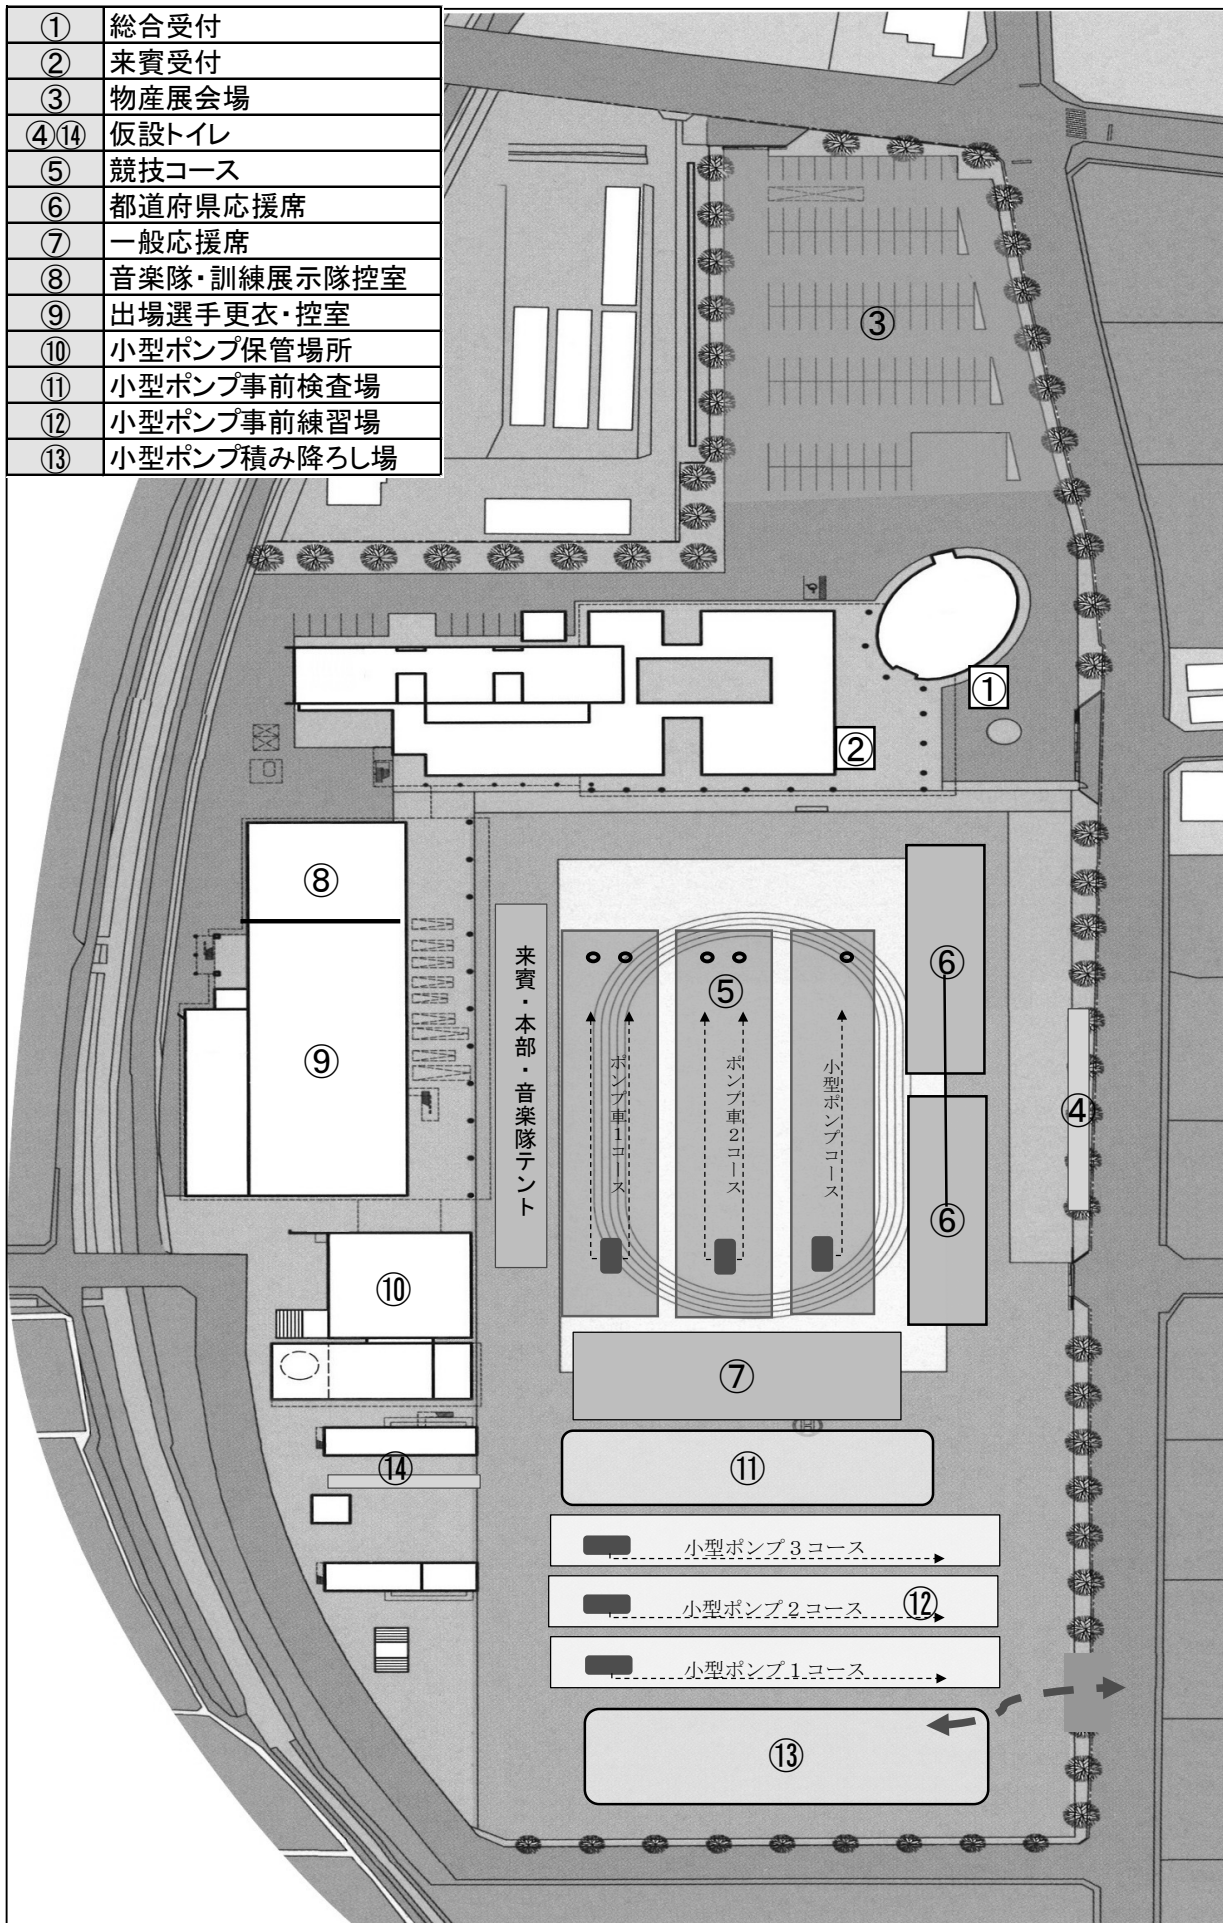 ① 総合受付
② 来賓受付
③ 物産展会場
④⑭ 仮設トイレ
⑤ 競技コース
⑥ 都道府県応援席
⑦ 一般応援席
⑧ 音楽隊・訓練展示隊控室
⑨ 出場選手更衣・控室
⑩ 小型ポンプ保管場所
⑪ 小型ポンプ事前検査場
⑫ 小型ポンプ事前練習場
⑬ 小型ポンプ積み降ろし場
③
①
②
⑧
⑨
来賓・本部・音楽隊テント
⑤
ポンプ車1コース
ポンプ車2コース
小型ポンプコース
⑥
⑥
④
⑩
⑦
⑭
⑪
小型ポンプ3コース
小型ポンプ2コース
⑫
小型ポンプ1コース
⑬